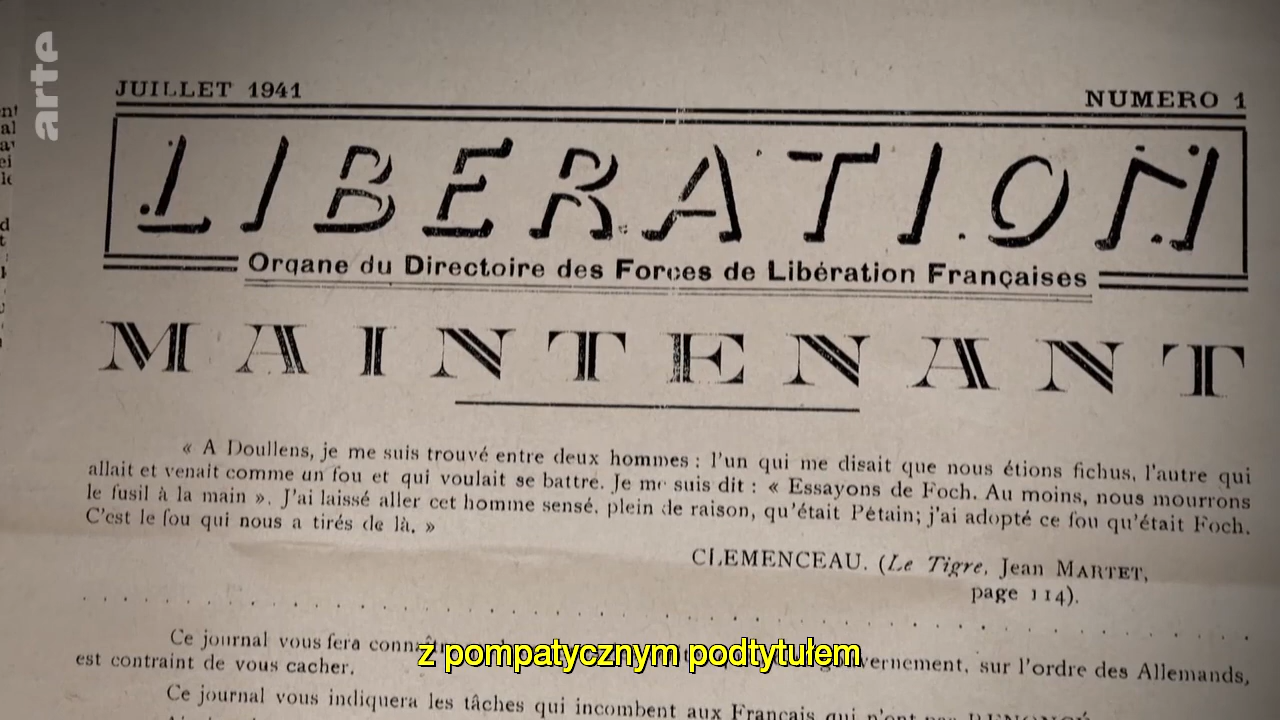 arte
JUILLET 1941
NUMERO 1
LIBERATION
Organe du Directoire des Forces de Libération Françaises
MAINTENANT
« A Doullens, je me suis trouvé entre deux hommes : l'un qui me disait que nous étions fichus, l'autre qui
allait et venait comme un fou et qui voulait se battre. Je me suis dit : « Essayons de Foch. Au moins, nous mourrons
le fusil à la main ». J'ai laissé aller cet homme sensé, plein de raison, qu'était Pétain; j'ai adopté ce fou qu'était Foch.
C'est le fou qui nous a tirés de là. »
CLEMENCEAU. (Le Tigre, Jean MARTET,
page 114).
Ce journal vous fera sur l'ordre des Allemands,
z pompatycznym podtytułem
est contraint de vous cacher.
Ce journal vous indiquera les tâches qui incombent aux Français qui n'ont